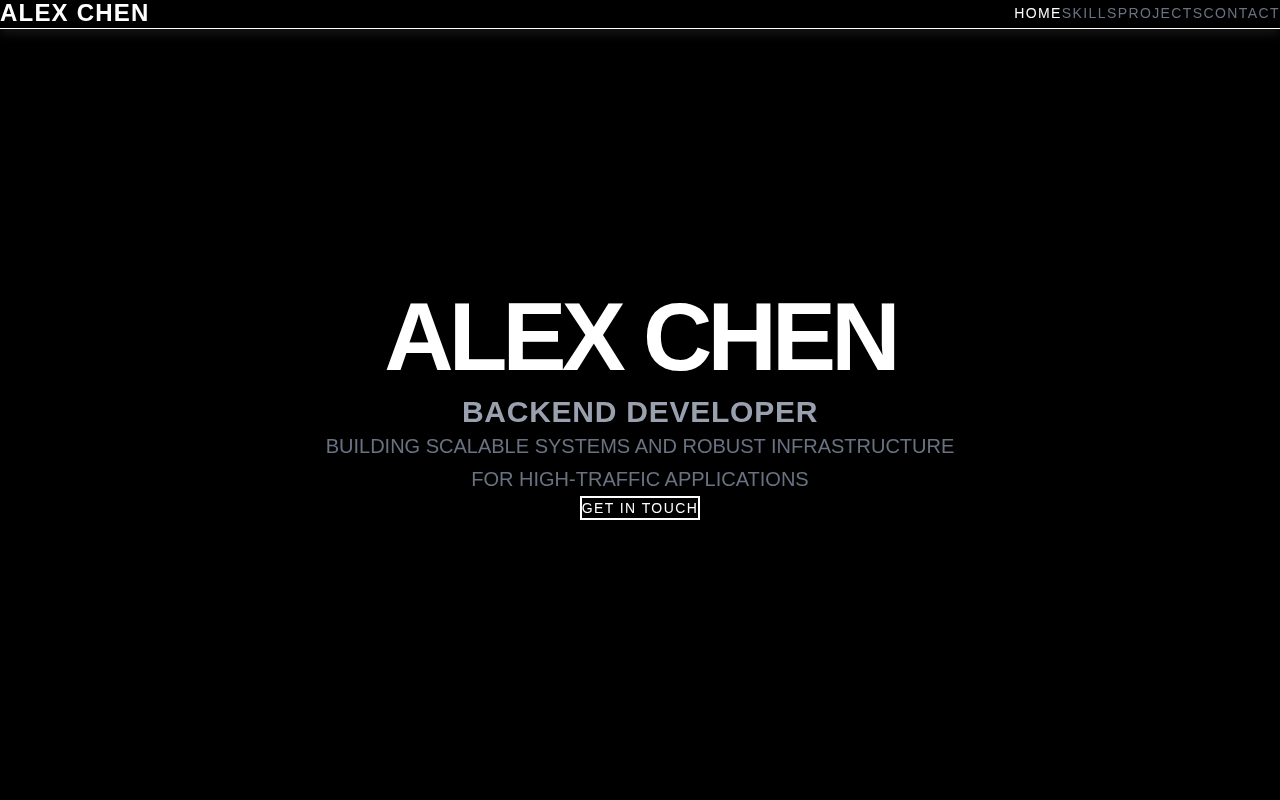 ALEX CHEN
HOME SKILLS PROJECTS CONTACT
ALEX CHEN
BACKEND DEVELOPER
BUILDING SCALABLE SYSTEMS AND ROBUST INFRASTRUCTURE
FOR HIGH-TRAFFIC APPLICATIONS
GET IN TOUCH